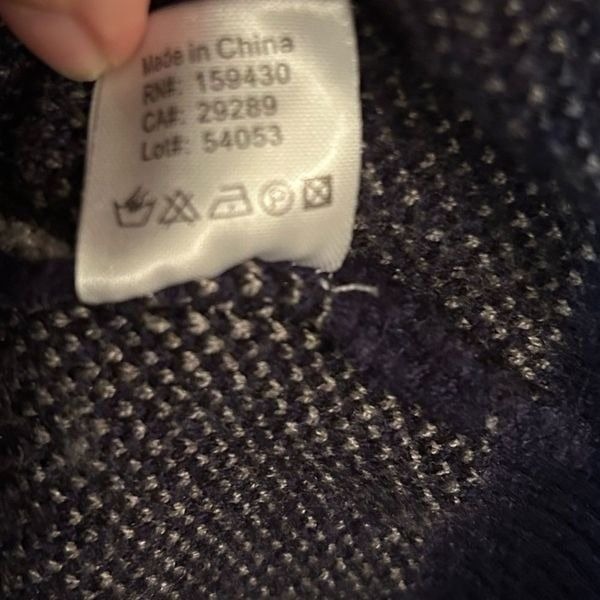 Made in China
RN#: 159430
CA#: 29289
Lot#: 54053
P